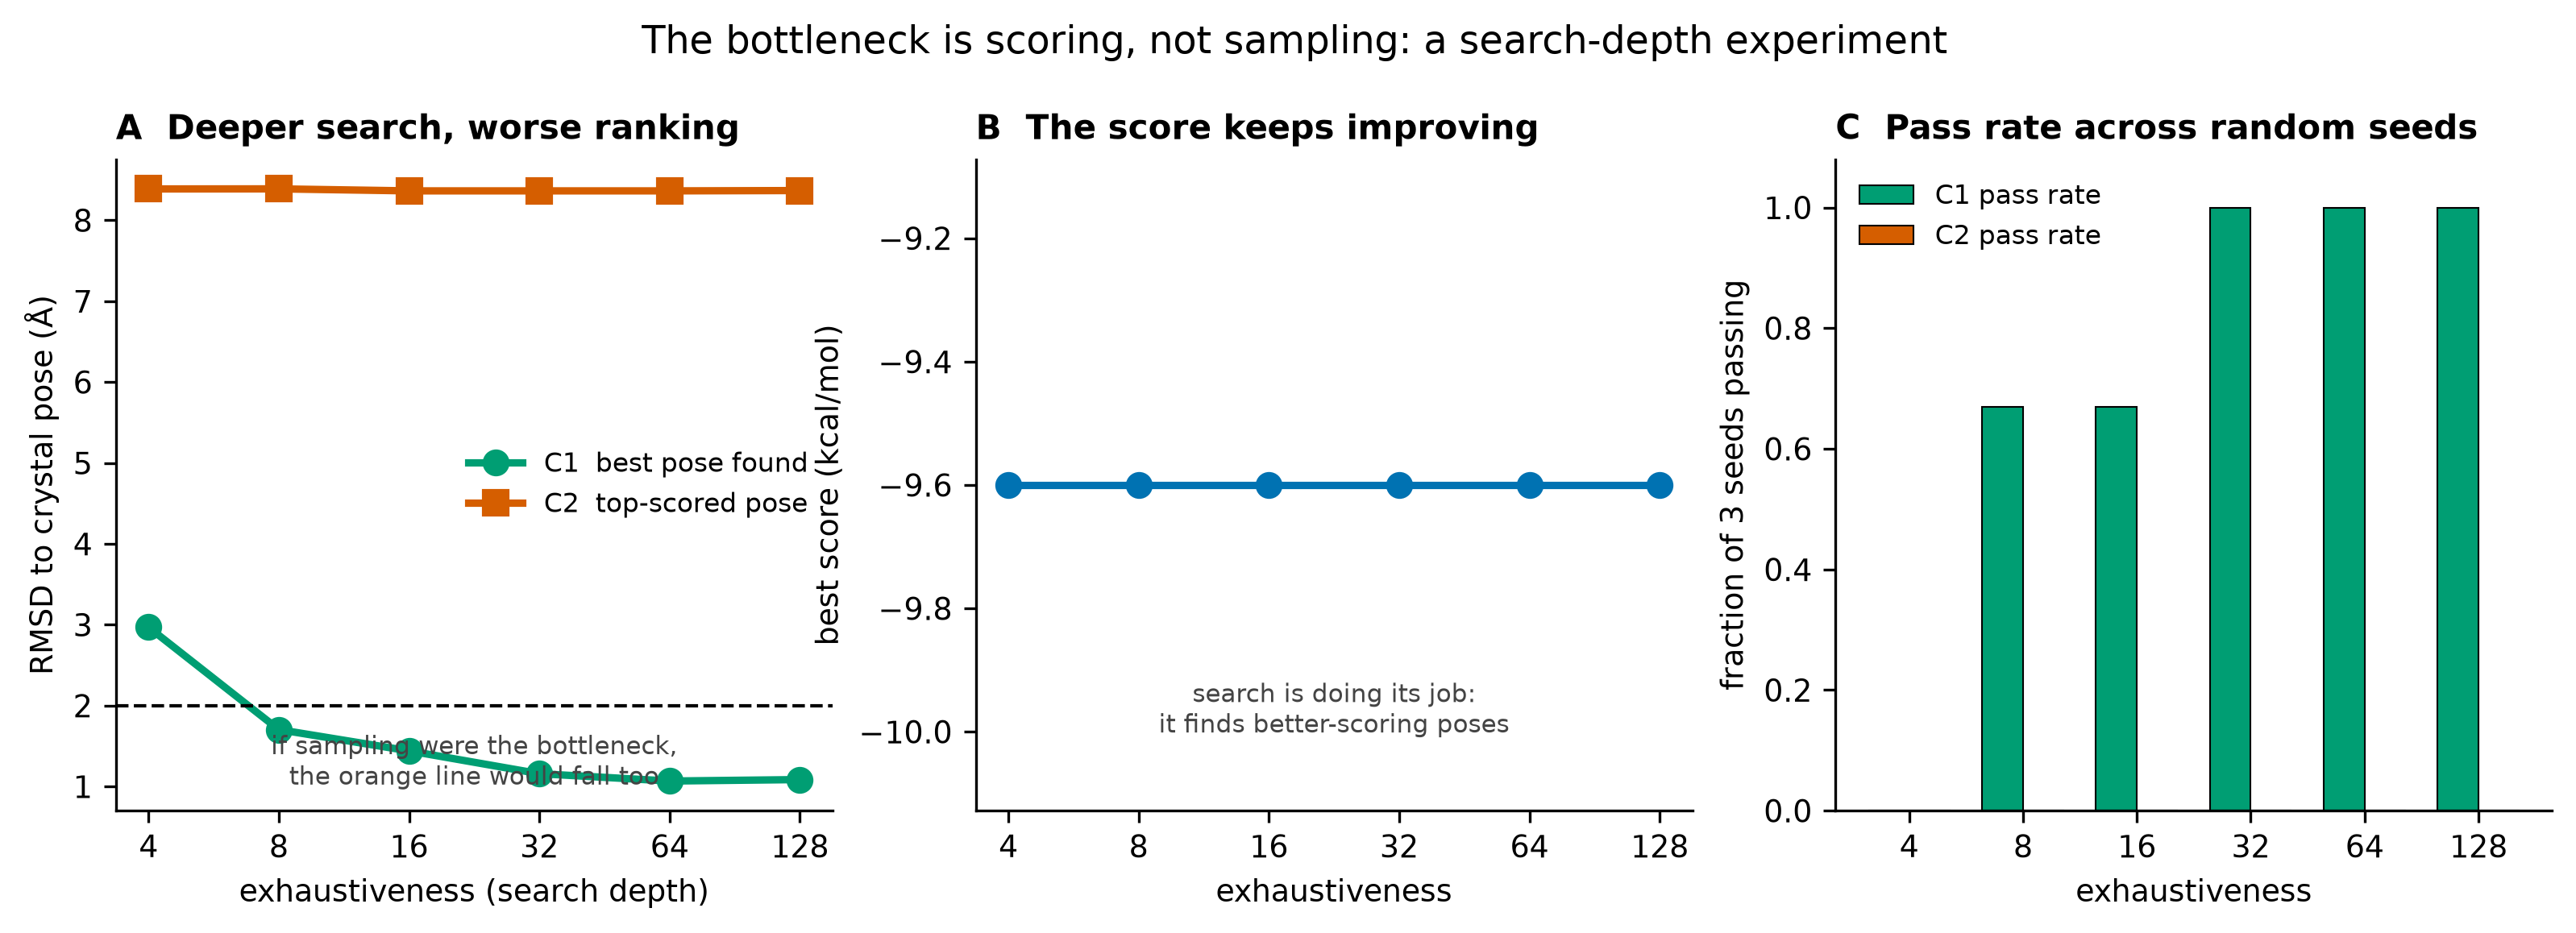 The bottleneck is scoring, not sampling: a search-depth experiment
A Deeper search, worse ranking
RMSD to crystal pose (Å)
8
7
6
5
4
3
2
1
C1 best pose found
C2 top-scored pose
if sampling were the bottleneck,
the orange line would fall too
4 8 16 32 64 128
exhaustiveness (search depth)
B The score keeps improving
best score (kcal/mol)
−9.2
−9.4
−9.6
−9.8
−10.0
search is doing its job:
it finds better-scoring poses
4 8 16 32 64 128
exhaustiveness
C Pass rate across random seeds
fraction of 3 seeds passing
C1 pass rate
C2 pass rate
1.0
0.8
0.6
0.4
0.2
0.0
4 8 16 32 64 128
exhaustiveness